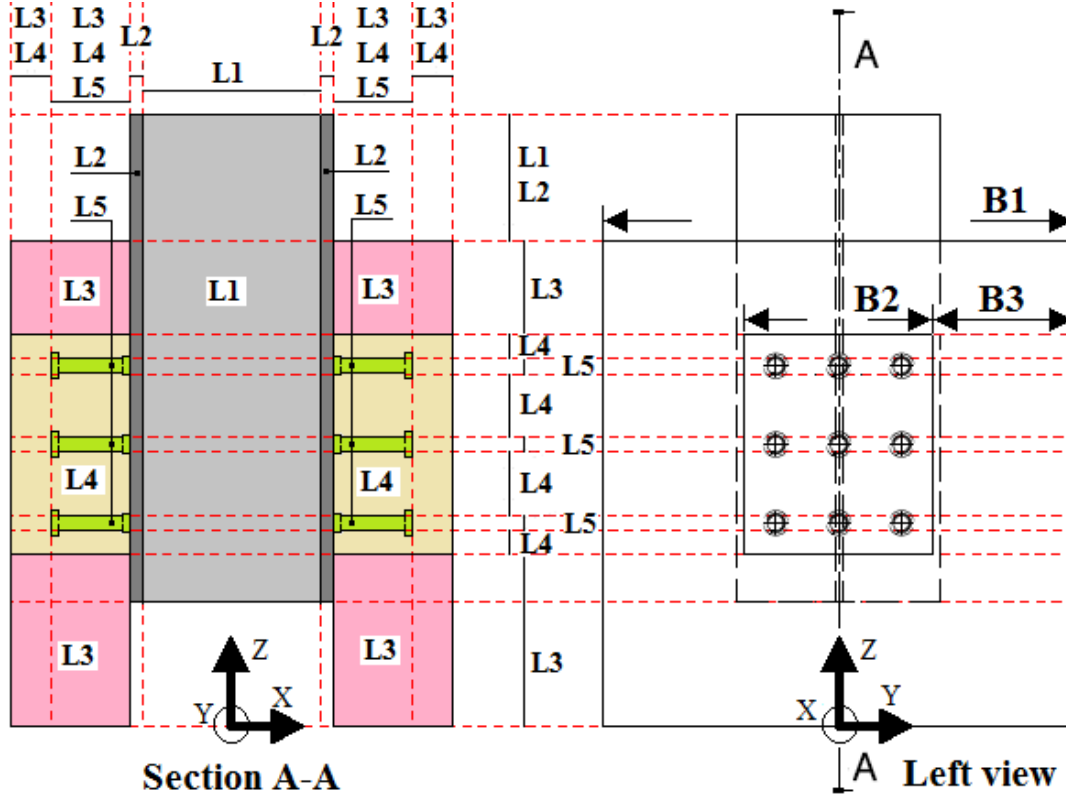 L3 L3 L3 L3
L4 L4 L2 L2 L4 L4
L5 L1 L5
A
L2 L2 L1
L2
L5 L5
B1
L3 L1 L3 L3
B2 B3
L4
L5
L4
L5
L4 L4 L4
L5
L4
L3 L3 L3
Z Z
X Y
Y X
A
Section A-A Left view